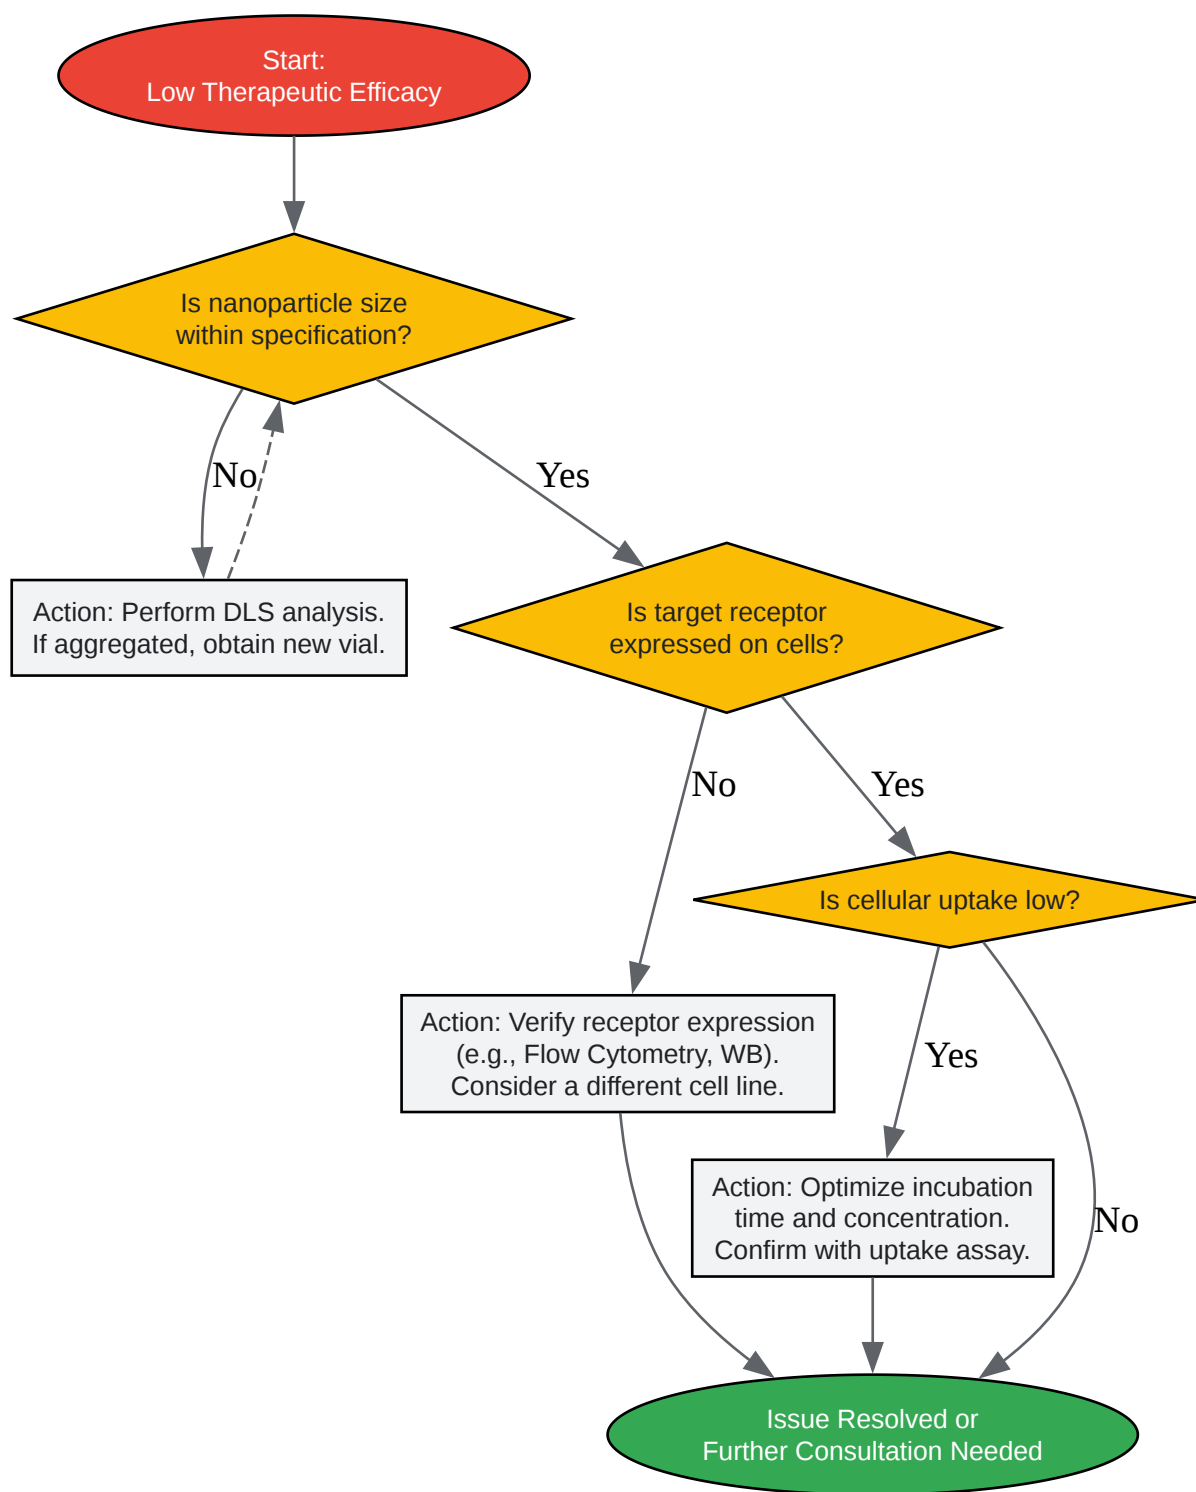 Start:
Low Therapeutic Efficacy
Is nanoparticle size
within specification?
No
Yes
Action: Perform DLS analysis.
If aggregated, obtain new vial.
Is target receptor
expressed on cells?
No
Yes
Is cellular uptake low?
Action: Verify receptor expression
(e.g., Flow Cytometry, WB).
Consider a different cell line.
Yes
Action: Optimize incubation
time and concentration.
Confirm with uptake assay.
No
Issue Resolved or
Further Consultation Needed